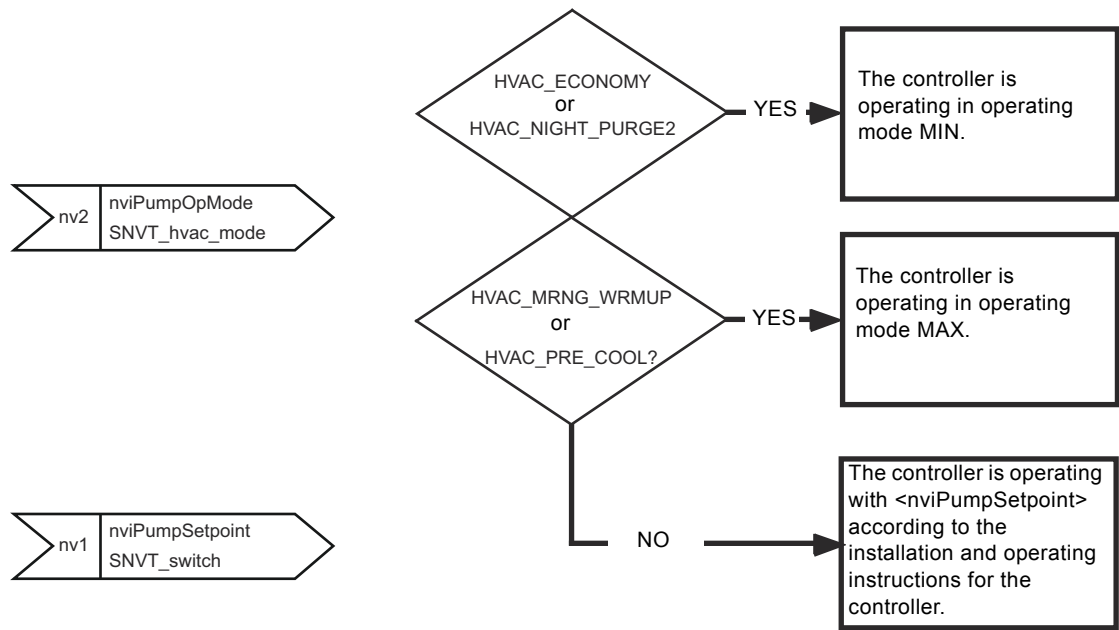 HVAC_ECONOMY
or
HVAC_NIGHT_PURGE2
YES
The controller is
operating in operating
mode MIN.
nv2
nviPumpOpMode
SNVT_hvac_mode
HVAC_MRNG_WRMUP
or
HVAC_PRE_COOL?
YES
The controller is
operating in operating
mode MAX.
nv1
nviPumpSetpoint
SNVT_switch
NO
The controller is operating
with <nviPumpSetpoint>
according to the
installation and operating
instructions for the
controller.